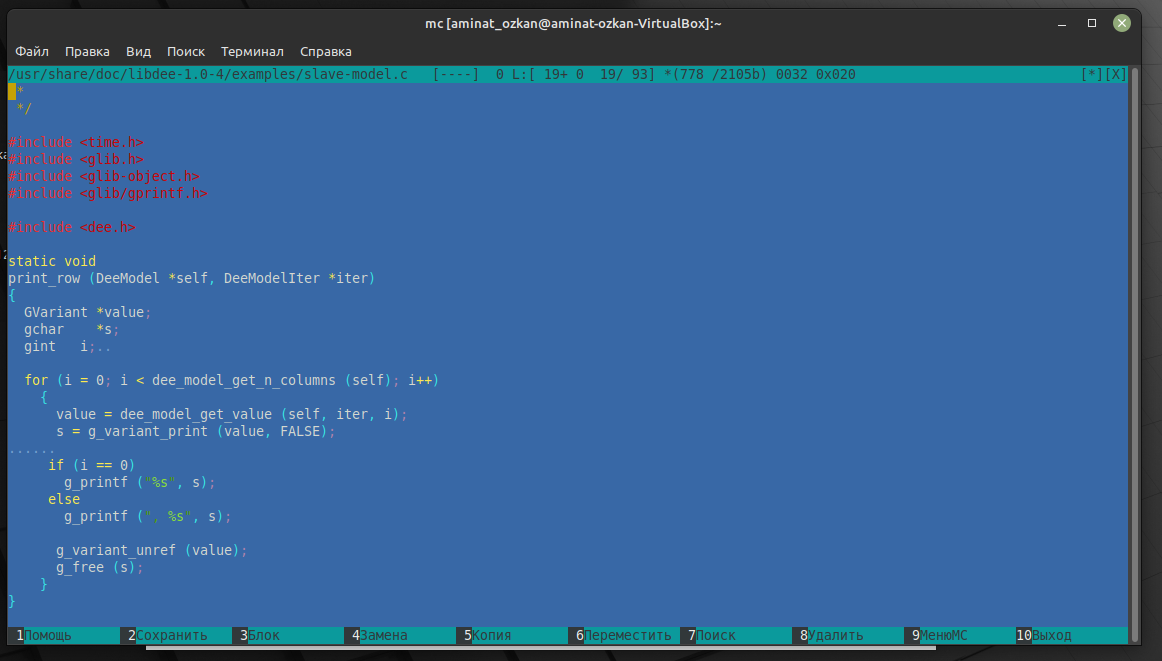 mc [aminat_ozkan@aminat-ozkan-VirtualBox]:~
Файл Правка Вид Поиск Терминал Справка
/usr/share/doc/libdee-1.0-4/examples/slave-model.c [----] 0 L:[ 19+ 0 19/ 93] *(778 /2105b) 0032 0x020 [*][X]
*
*/
#include <time.h>
#include <glib.h>
#include <glib-object.h>
#include <glib/gprintf.h>
#include <dee.h>
static void
print_row (DeeModel *self, DeeModelIter *iter)
{
GVariant *value;
gchar *s;
gint i;..
for (i = 0; i < dee_model_get_n_columns (self); i++)
{
value = dee_model_get_value (self, iter, i);
s = g_variant_print (value, FALSE);
......
if (i == 0)
g_printf ("%s", s);
else
g_printf (", %s", s);
g_variant_unref (value);
g_free (s);
}
}
1Помощь 2Сохранить 3Блок 4Замена 5Копия 6Переместить 7Поиск 8Удалить 9МенюМС 10Выход